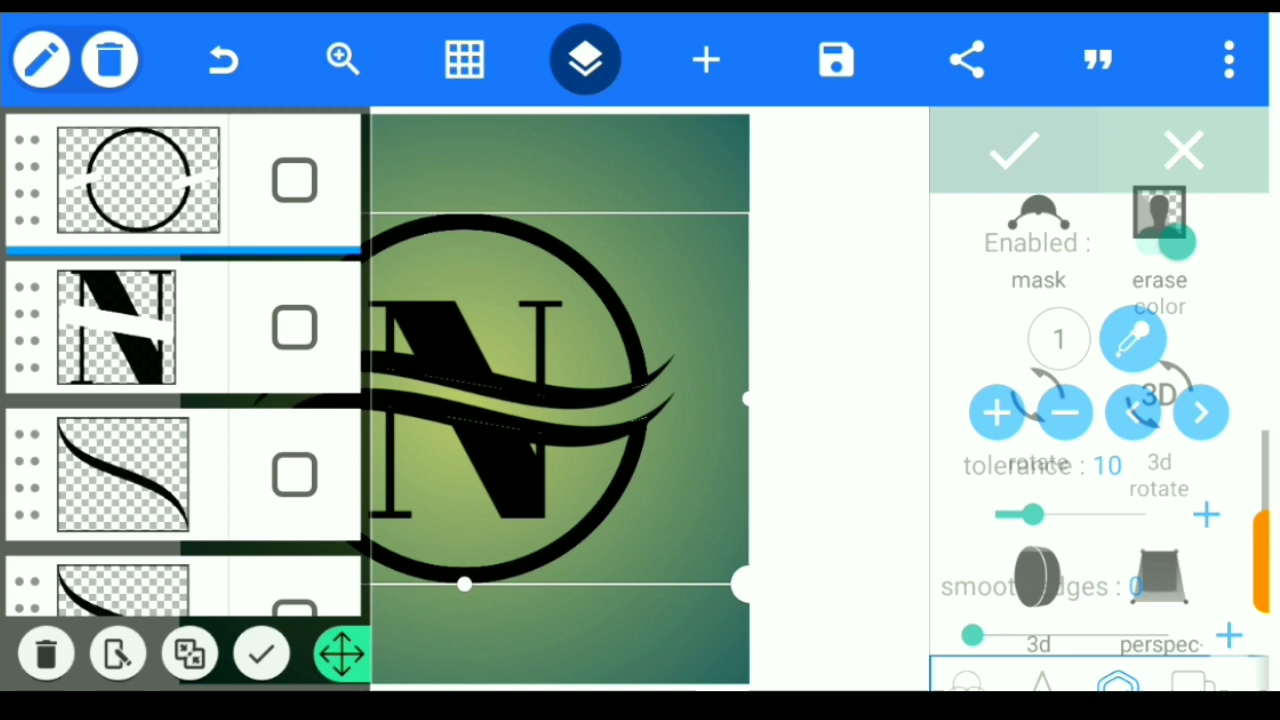 N
N
Enabled :
mask
erase
color
1
3D
rotate
tolerance : 10
3d
rotate
smooth edges : 0
3d
perspec